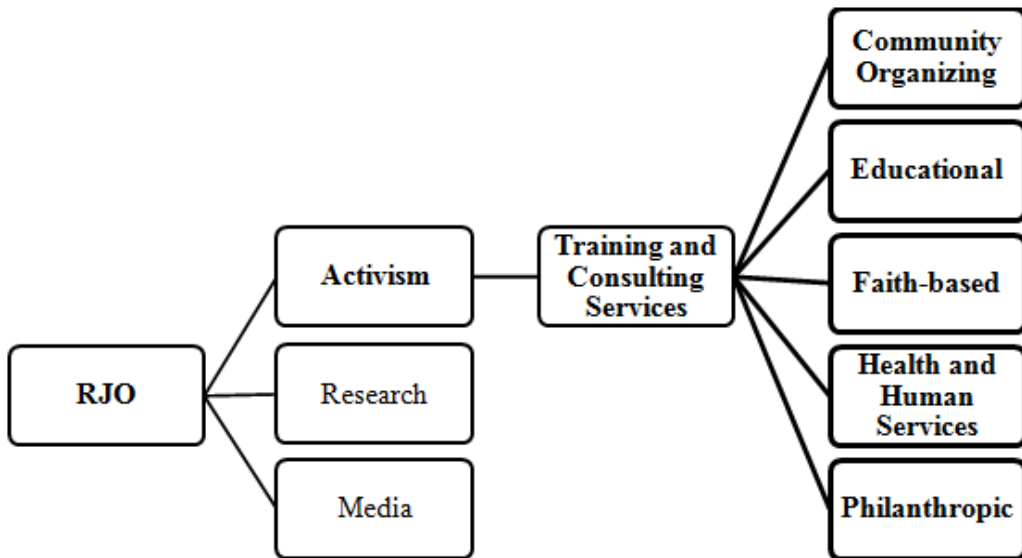 RJO
Activism
Research
Media
Training and
Consulting
Services
Community
Organizing
Educational
Faith-based
Health and
Human
Services
Philanthropic